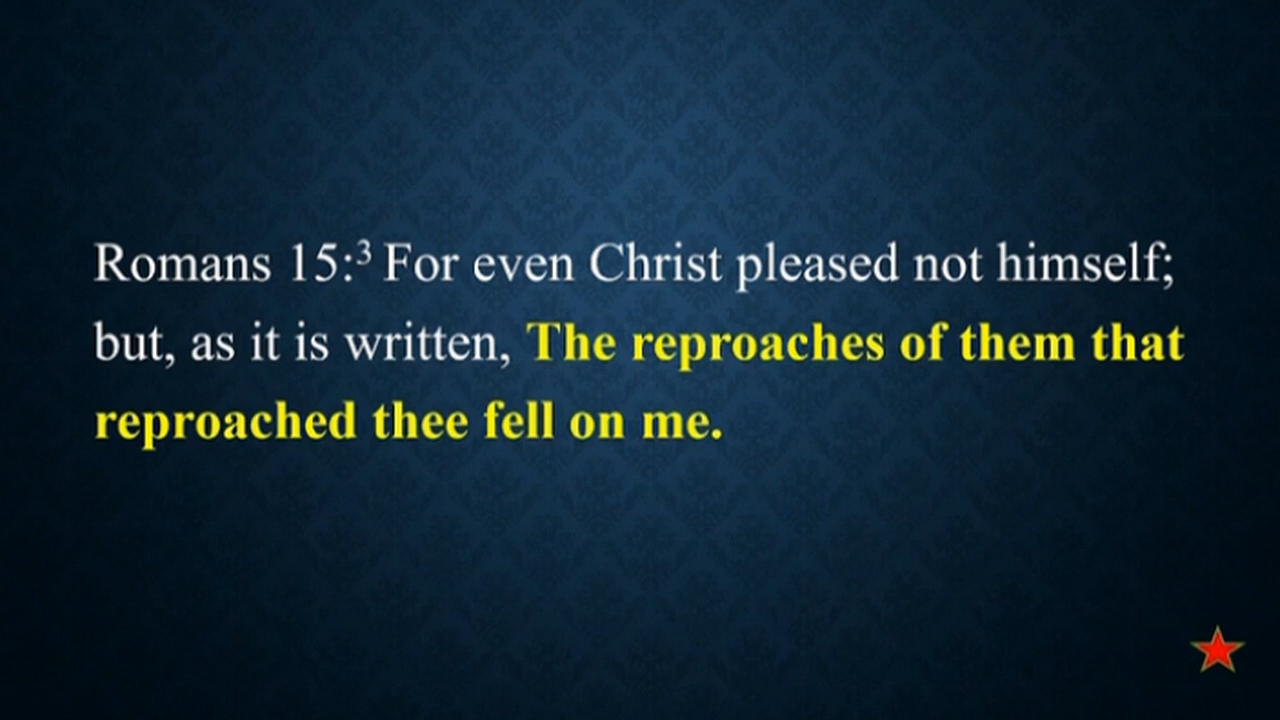 Romans 15:³ For even Christ pleased not himself;
but, as it is written, The reproaches of them that
reproached thee fell on me.